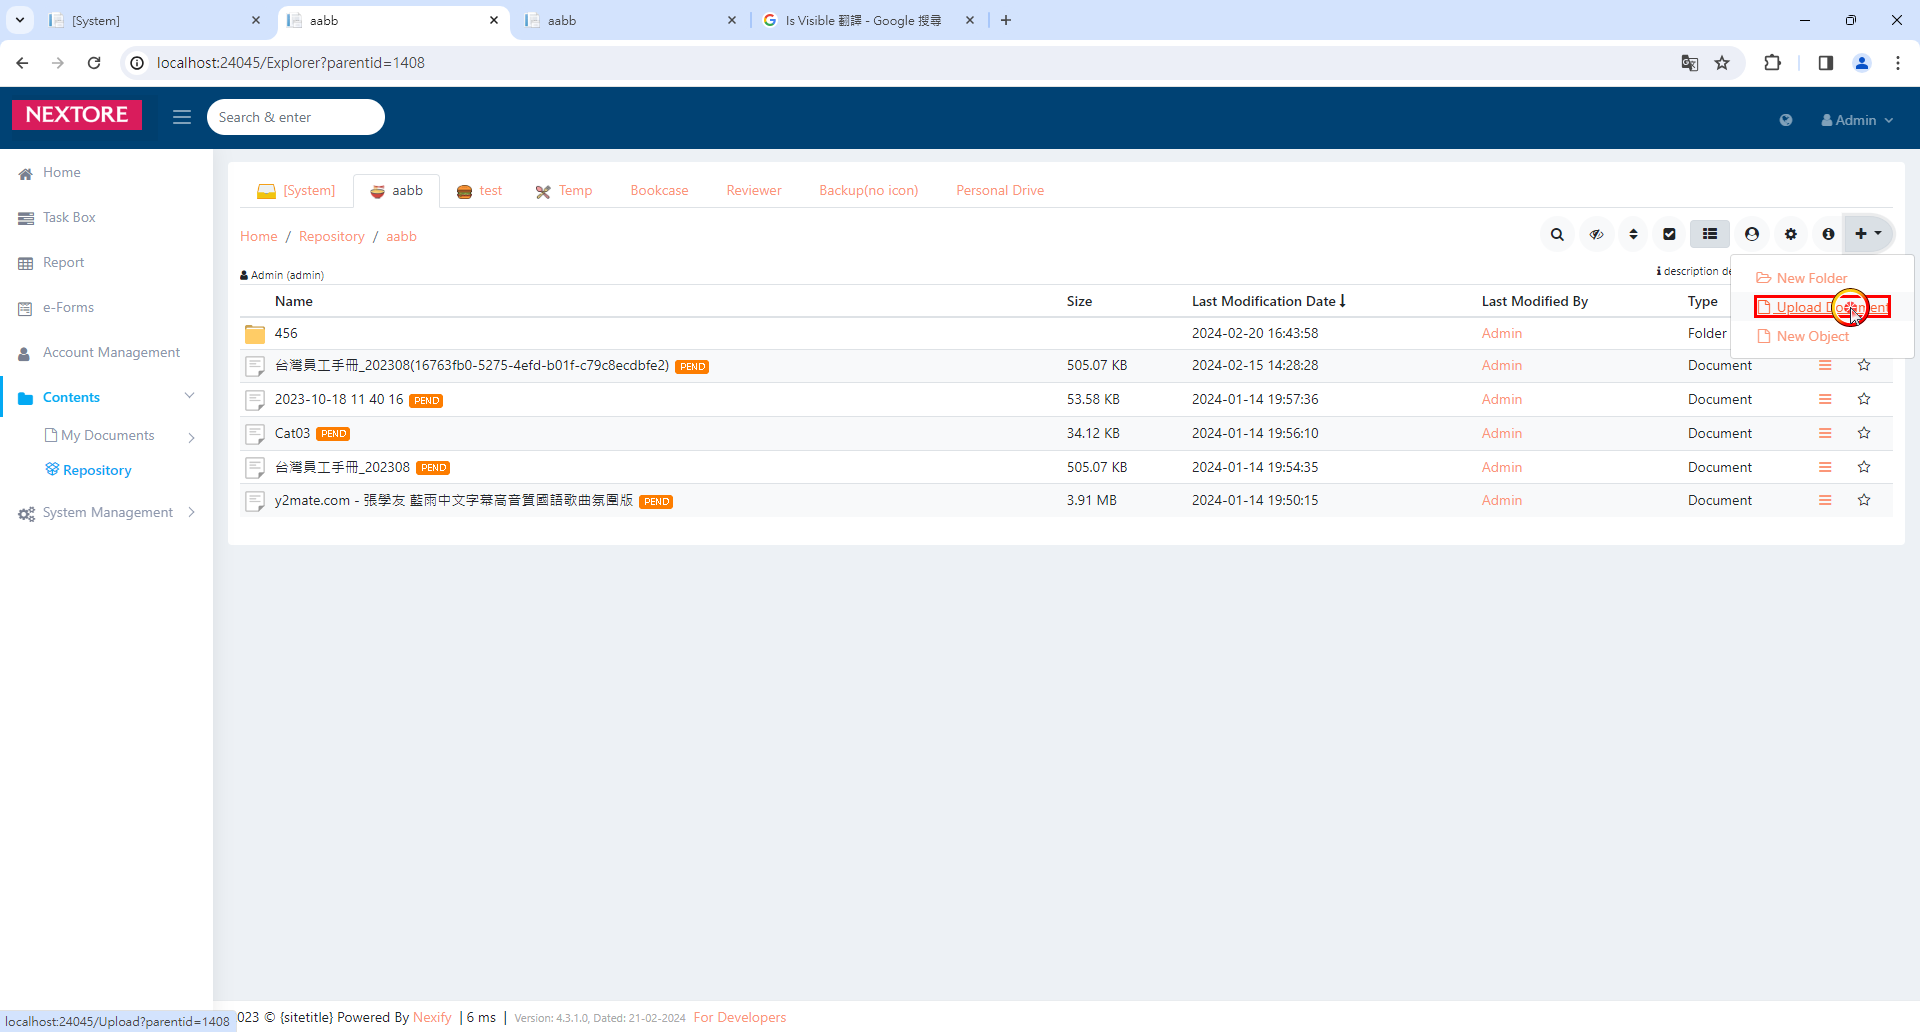 [System]
aabb
aabb
Is Visible 翻譯 - Google 搜尋
localhost:24045/Explorer?parentid=1408
NEXTORE
Search & enter
Admin
Home
Task Box
Report
e-Forms
Account Management
Contents
My Documents
Repository
System Management
[System]
aabb
test
Temp
Bookcase
Reviewer
Backup(no icon)
Personal Drive
Home / Repository / aabb
Admin (admin)
description
New Folder
Upload
New Object
Name Size Last Modification Date Last Modified By Type
456 2024-02-20 16:43:58 Admin Folder
台灣員工手冊_202308(16763fb0-5275-4efd-b01f-c79c8ecdbfe2) PEND 505.07 KB 2024-02-15 14:28:28 Admin Document
2023-10-18 11 40 16 PEND 53.58 KB 2024-01-14 19:57:36 Admin Document
Cat03 PEND 34.12 KB 2024-01-14 19:56:10 Admin Document
台灣員工手冊_202308 PEND 505.07 KB 2024-01-14 19:54:35 Admin Document
y2mate.com - 張學友 藍雨中文字幕高音質國語歌曲氛圍版 PEND 3.91 MB 2024-01-14 19:50:15 Admin Document
localhost:24045/Upload?parentid=1408
023 © {sitetitle} Powered By Nexify | 6 ms | Version: 4.3.1.0, Dated: 21-02-2024 For Developers